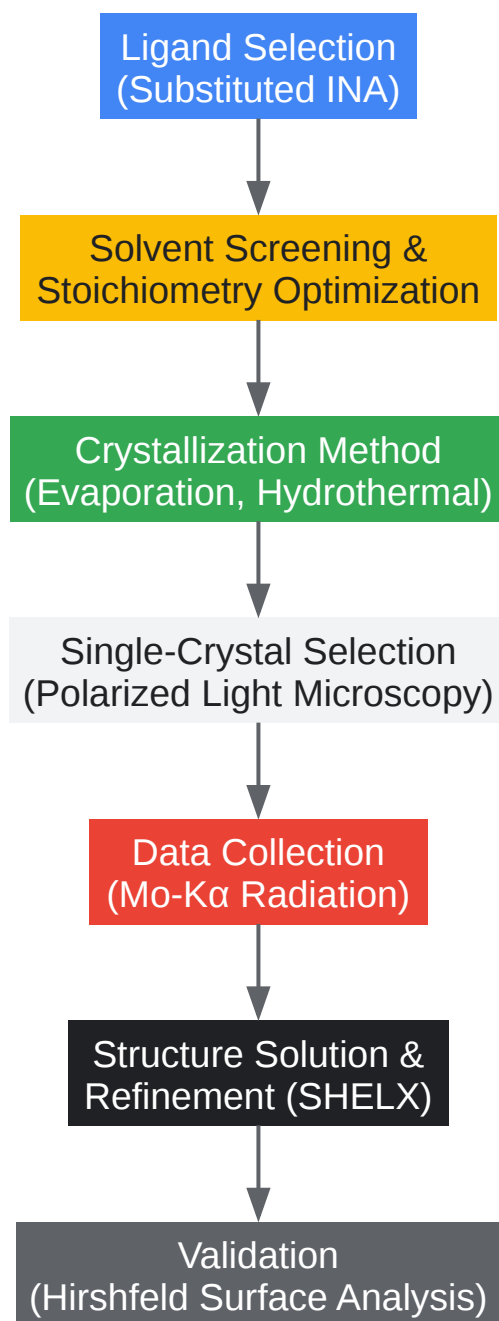 Ligand Selection
(Substituted INA)
Solvent Screening &
Stoichiometry Optimization
Crystallization Method
(Evaporation, Hydrothermal)
Single-Crystal Selection
(Polarized Light Microscopy)
Data Collection
(Mo-Kα Radiation)
Structure Solution &
Refinement (SHELX)
Validation
(Hirshfeld Surface Analysis)